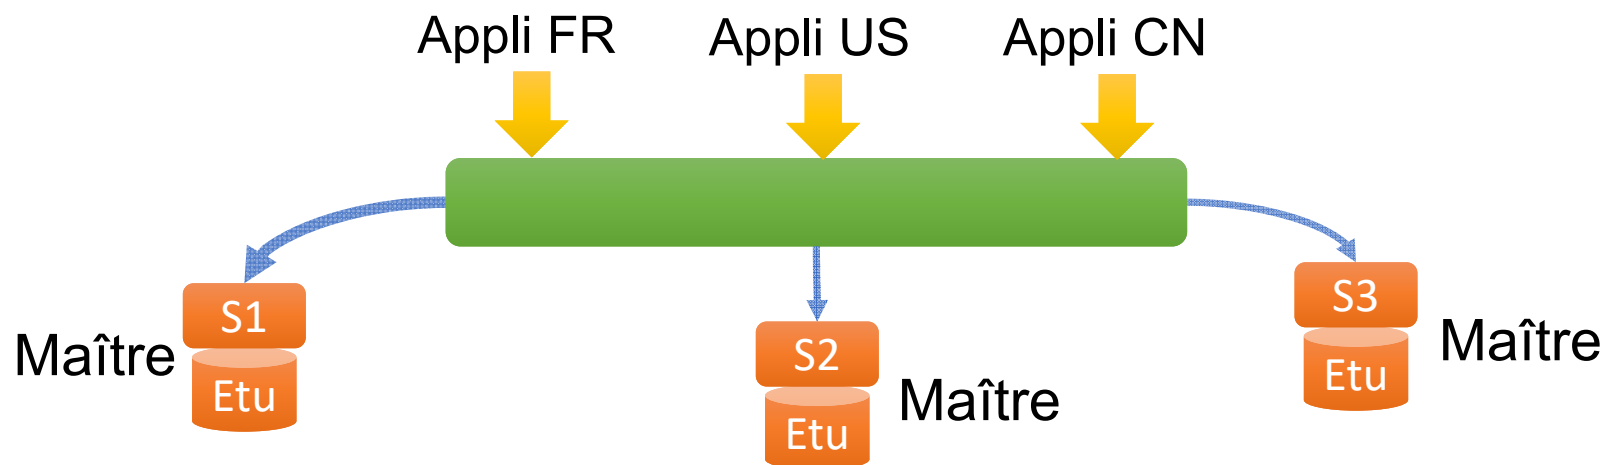 Appli FR
Appli US
Appli CN
S1
Etu
Maître
S2
Etu
Maître
S3
Etu
Maître